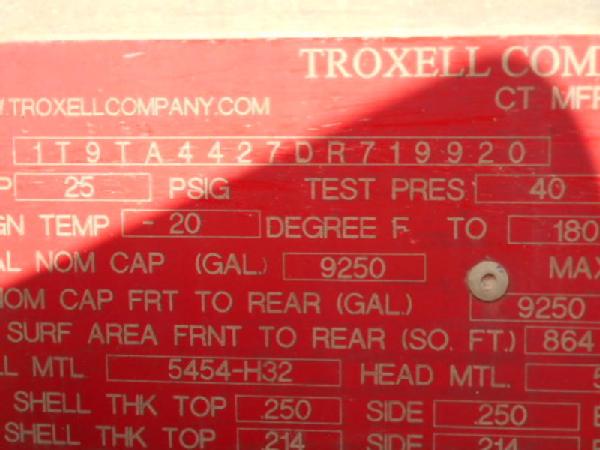 TROXELL COM
W.TROXELLCOMPANY.COM CT MFR
1T9TA4427DR719920
P 25 PSIG TEST PRES 40
GN TEMP -20 DEGREE F TO 180
AL NOM CAP (GAL.) 9250 MAX
NOM CAP FRT TO REAR (GAL.) 9250
SURF AREA FRNT TO REAR (SQ. FT.) 864
LL MTL 5454-H32 HEAD MTL. 5
SHELL THK TOP .250 SIDE .250
SHELL THK TOP .214 SIDE .214